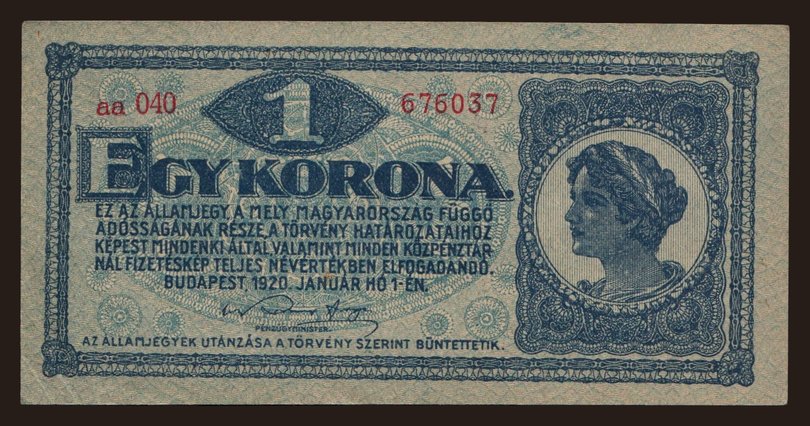 1
aa 040 676037
EGY KORONA.
EZ AZ ÁLLAMJEGY, A MELY MAGYARORSZÁG FÜGGŐ
ADÓSSÁGÁNAK RÉSZE, A TÖRVÉNY HATÁROZATAIHOZ
KÉPEST MINDENKI ÁLTAL VALAMINT MINDEN KÖZPÉNZTÁR
NÁL FIZETÉSKÉP TELJES NÉVÉRTÉKBEN ELFOGADANDÓ.
BUDAPEST, 1920. JANUÁR HÓ 1-ÉN.
PÉNZÜGYMINISTER.
AZ ÁLLAMJEGYEK UTÁNZÁSA A TÖRVÉNY SZERINT BÜNTETTETIK.